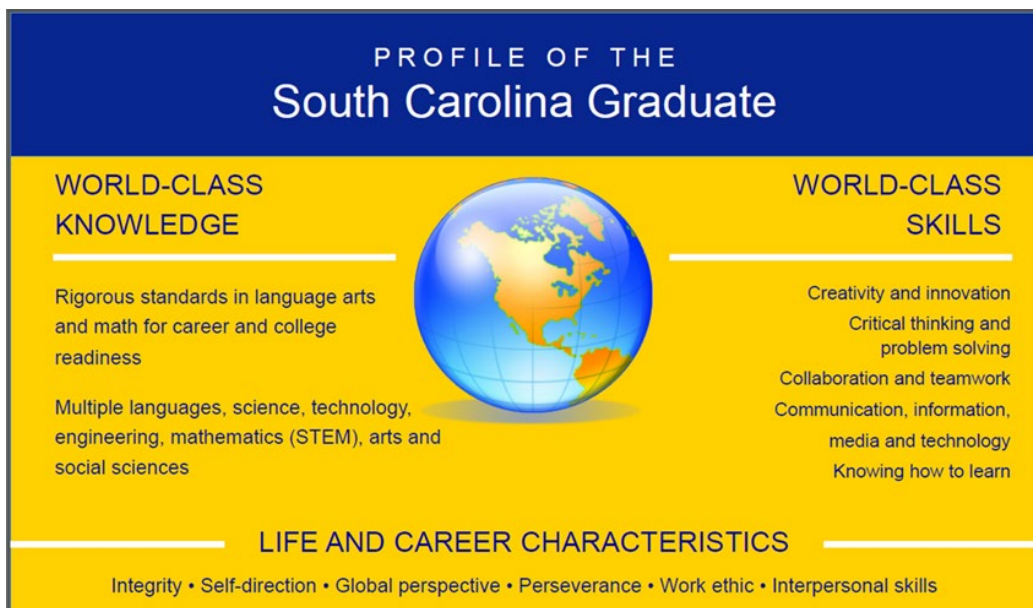 PROFILE OF THE
South Carolina Graduate
WORLD-CLASS
KNOWLEDGE
Rigorous standards in language arts
and math for career and college
readiness
Multiple languages, science, technology,
engineering, mathematics (STEM), arts and
social sciences
WORLD-CLASS
SKILLS
Creativity and innovation
Critical thinking and
problem solving
Collaboration and teamwork
Communication, information,
media and technology
Knowing how to learn
LIFE AND CAREER CHARACTERISTICS
Integrity • Self-direction • Global perspective • Perseverance • Work ethic • Interpersonal skills